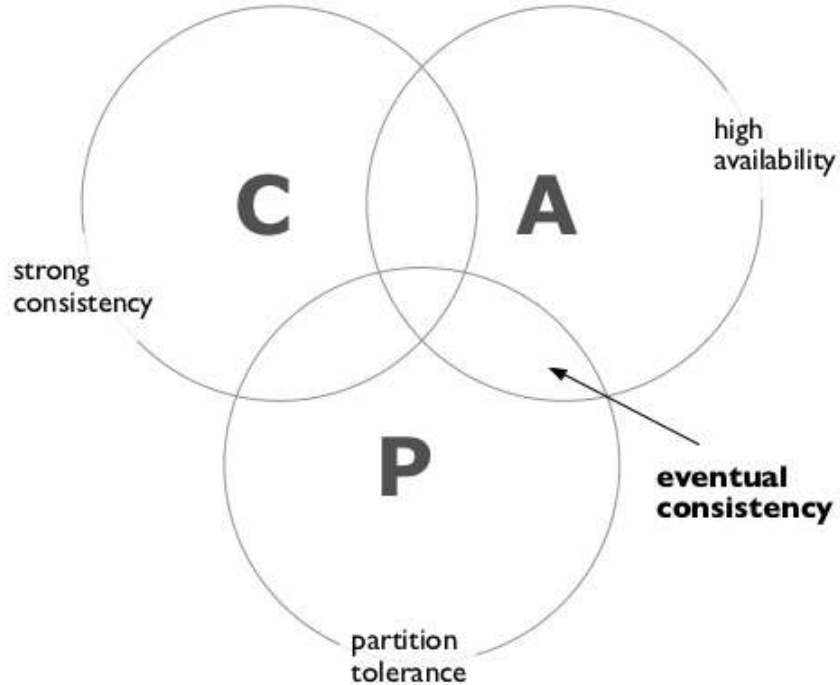 C
A
high
availability
strong
consistency
P
eventual
consistency
partition
tolerance